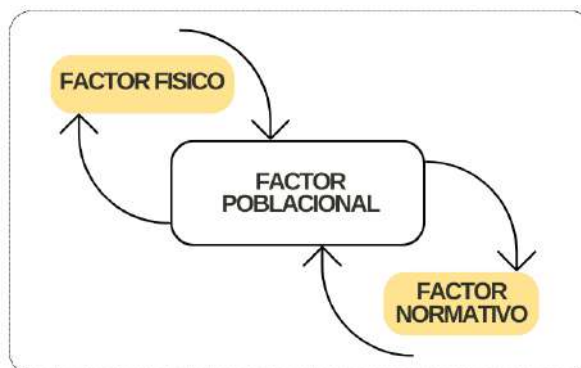 FACTOR FISICO
FACTOR
POBLACIONAL
FACTOR
NORMATIVO